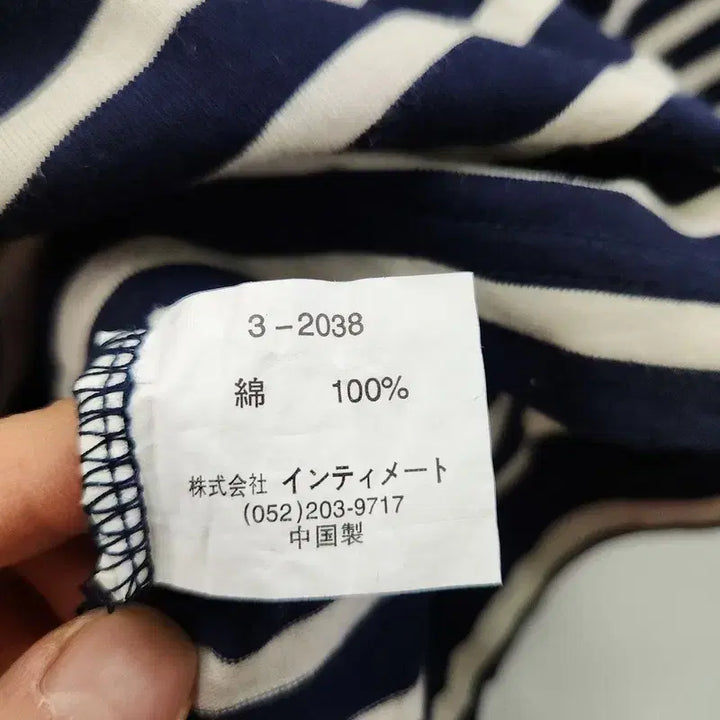 3-2038
綿 100%
株式会社 インティメート
(052)203-9717
中国製